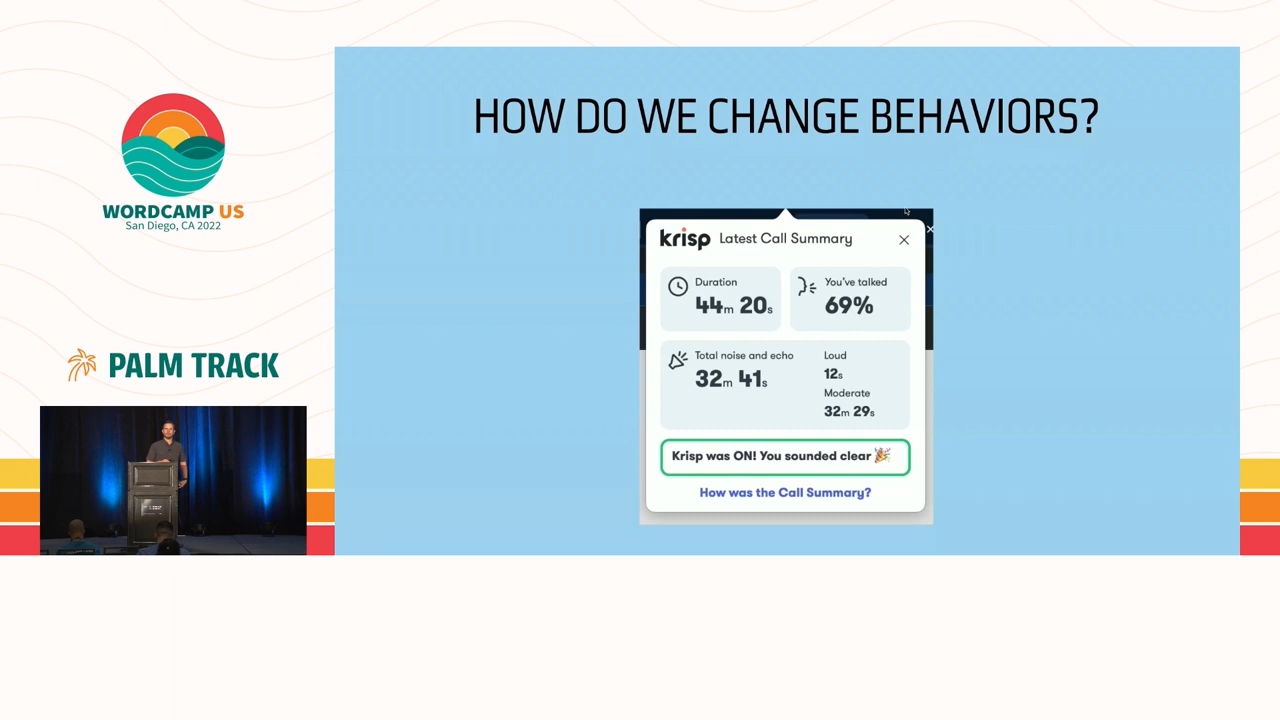 WORDCAMP US
San Diego, CA 2022
PALM TRACK
HOW DO WE CHANGE BEHAVIORS?
krisp Latest Call Summary
Duration
44m 20s
You've talked
69%
Total noise and echo
32m 41s
Loud
12s
Moderate
32m 29s
Krisp was ON! You sounded clear 🎉
How was the Call Summary?